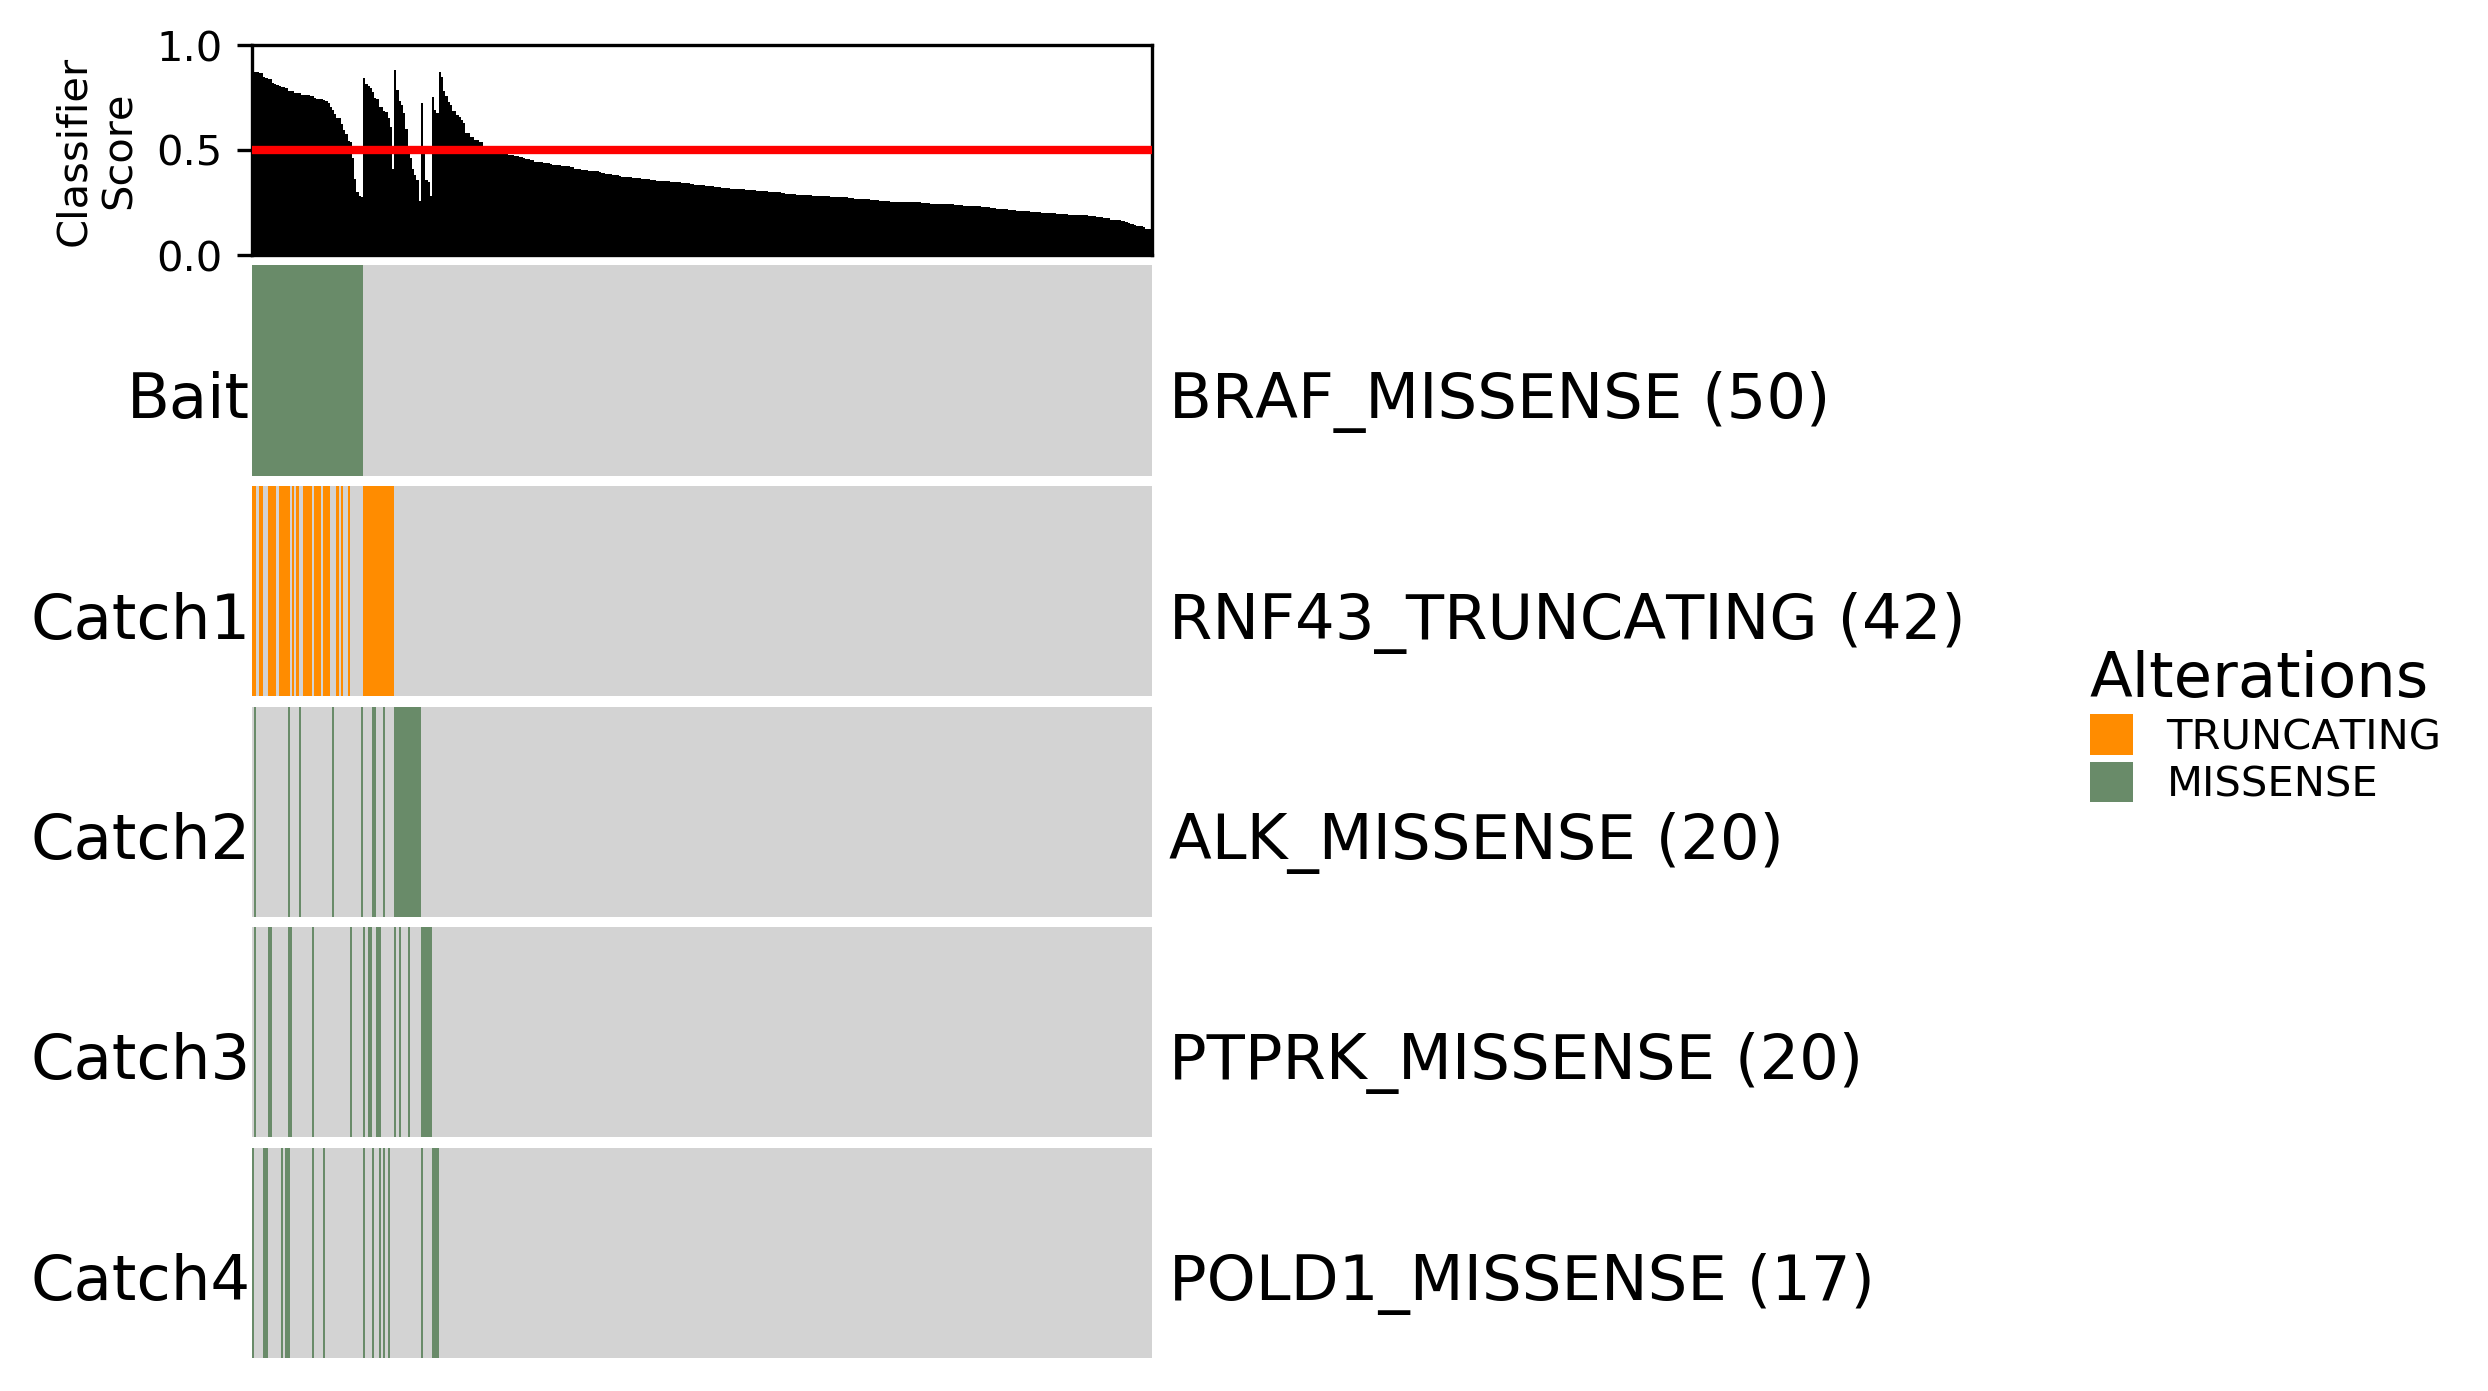 Classifier
Score
1.0
0.5
0.0
Bait
BRAF_MISSENSE (50)
Catch1
RNF43_TRUNCATING (42)
Catch2
ALK_MISSENSE (20)
Catch3
PTPRK_MISSENSE (20)
Catch4
POLD1_MISSENSE (17)
Alterations
TRUNCATING
MISSENSE